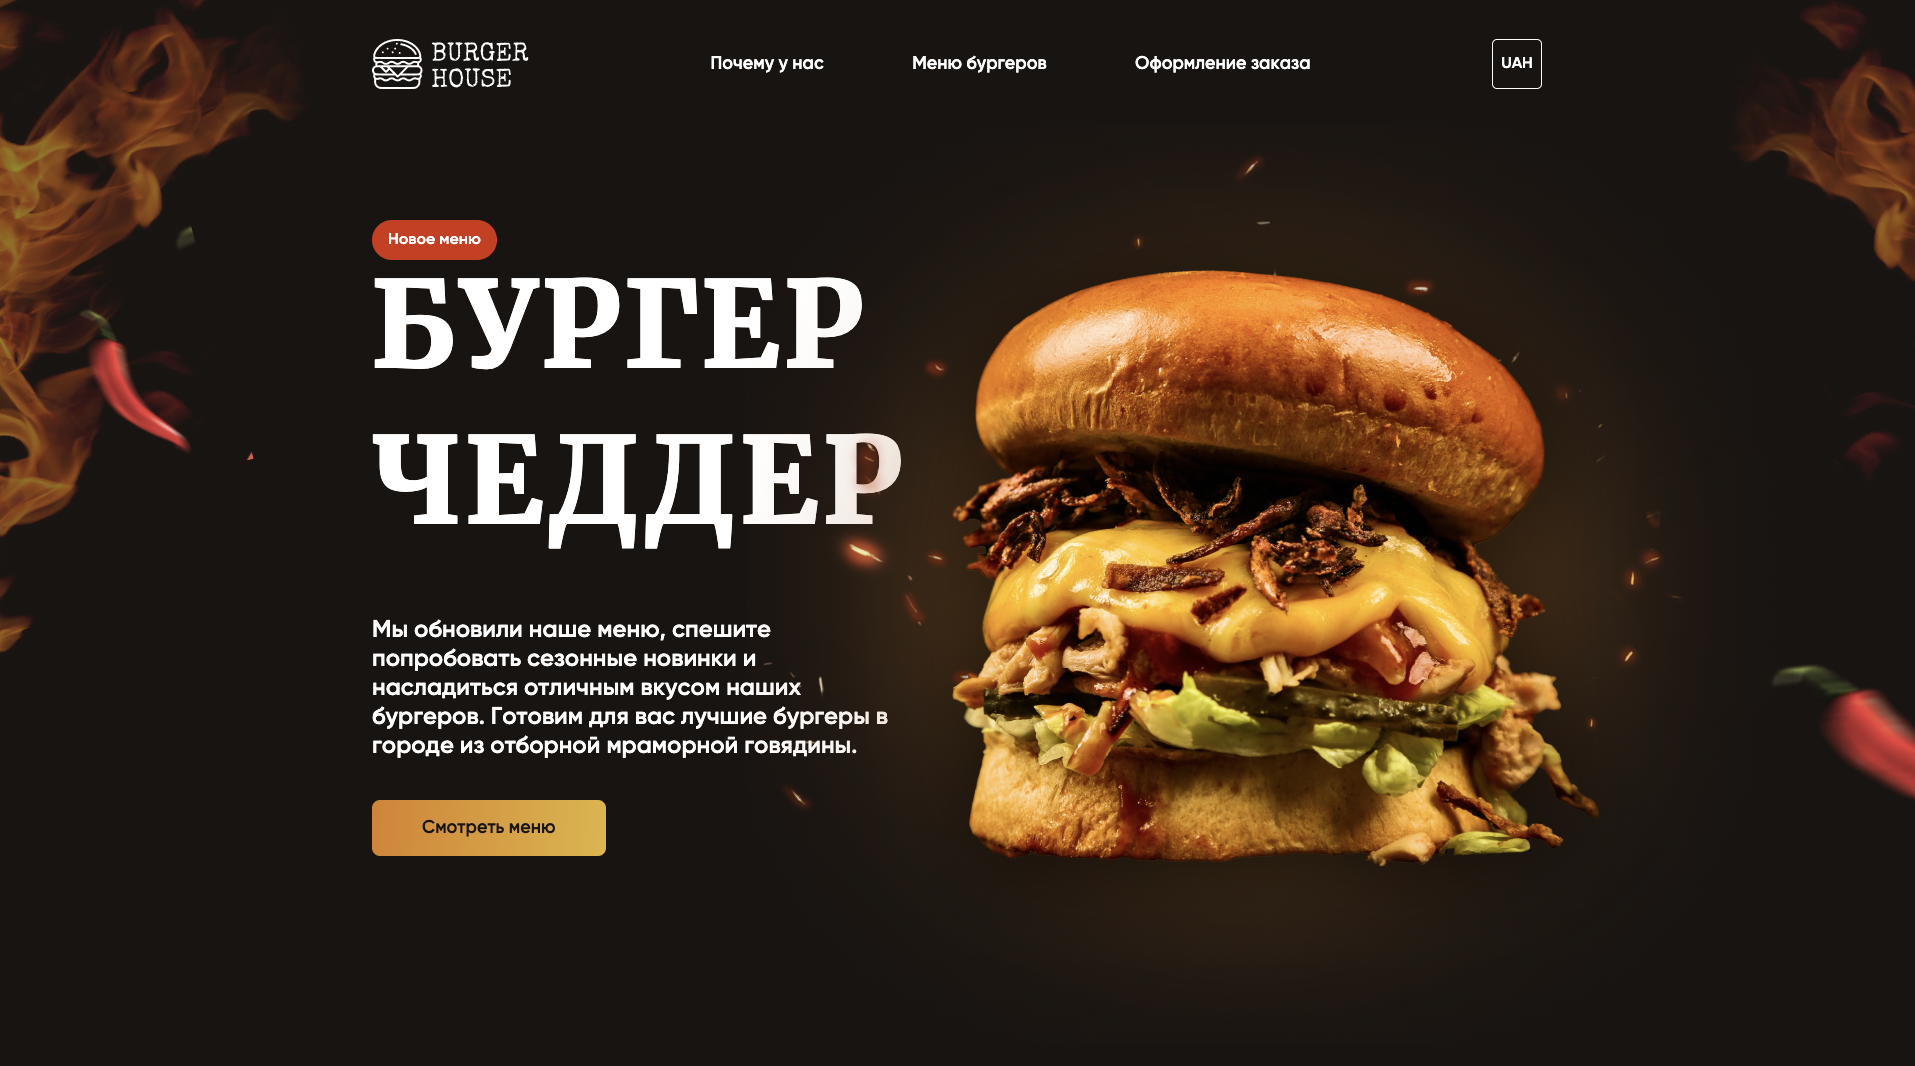 BURGER
HOUSE
Почему у нас
Меню бургеров
Оформление заказа
UAH
Новое меню
БУРГЕР
ЧЕДДЕР
Мы обновили наше меню, спешите
попробовать сезонные новинки и
насладиться отличным вкусом наших
бургеров. Готовим для вас лучшие бургеры в
городе из отборной мраморной говядины.
Смотреть меню